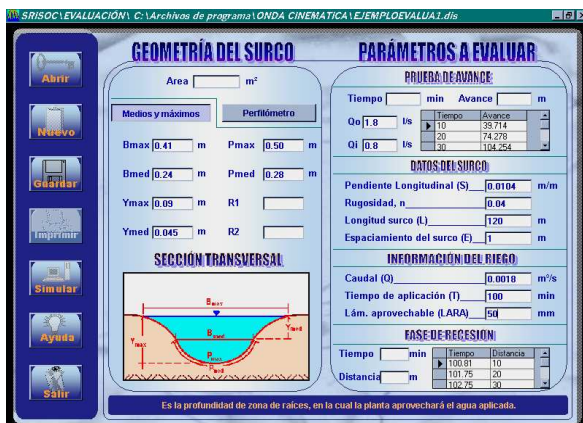 SRISOC\EVALUACIÓN\ C:\Archivos de programa\ONDA CINEMATICA\EJEMPLOEVALUA1.dis
Abrir
Nuevo
Guardar
Imprimir
Simular
Ayuda
Salir
GEOMETRÍA DEL SURCO
Area m²
Medios y máximos Perfilómetro
Bmax 0.41 m Pmax 0.50 m
Bmed 0.24 m Pmed 0.28 m
Ymax 0.09 m R1
Ymed 0.045 m R2
SECCIÓN TRANSVERSAL
Bmax
Bmed
Ymed
Ymax
Pmax
Pmed
PARÁMETROS A EVALUAR
PRUEBA DE AVANCE
Tiempo min Avance m
Qo 1.8 l/s
Qi 0.8 l/s
Tiempo Avance
10 39.714
20 74.278
30 104.254
DATOS DEL SURCO
Pendiente Longitudinal (S) 0.0104 m/m
Rugosidad, n 0.04
Longitud surco (L) 120 m
Espaciamiento del surco (E) 1 m
INFORMACIÓN DEL RIEGO
Caudal (Q) 0.0018 m³/s
Tiempo de aplicación (T) 100 min
Lám. aprovechable (LARA) 50 mm
FASE DE RECESIÓN
Tiempo min
Distancia m
Tiempo Distancia
100.81 10
101.75 20
102.75 30
Es la profundidad de zona de raíces, en la cual la planta aprovechará el agua aplicada.